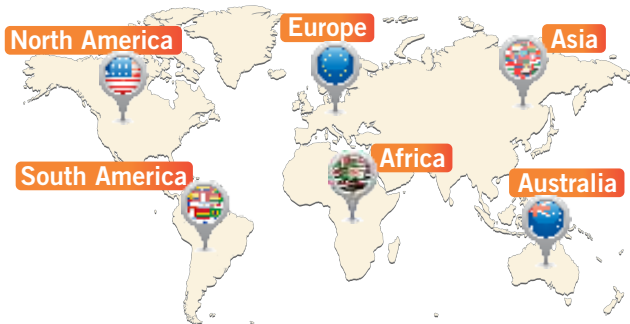 North America
Europe
Asia
South America
Africa
Australia